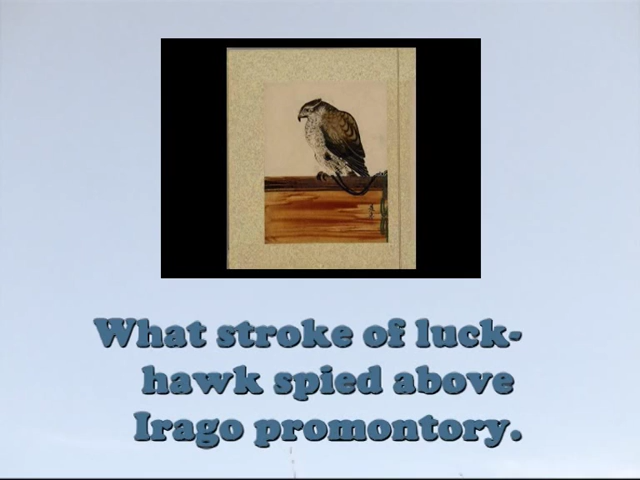 What stroke of luck-
hawk spied above
Irago promontory.